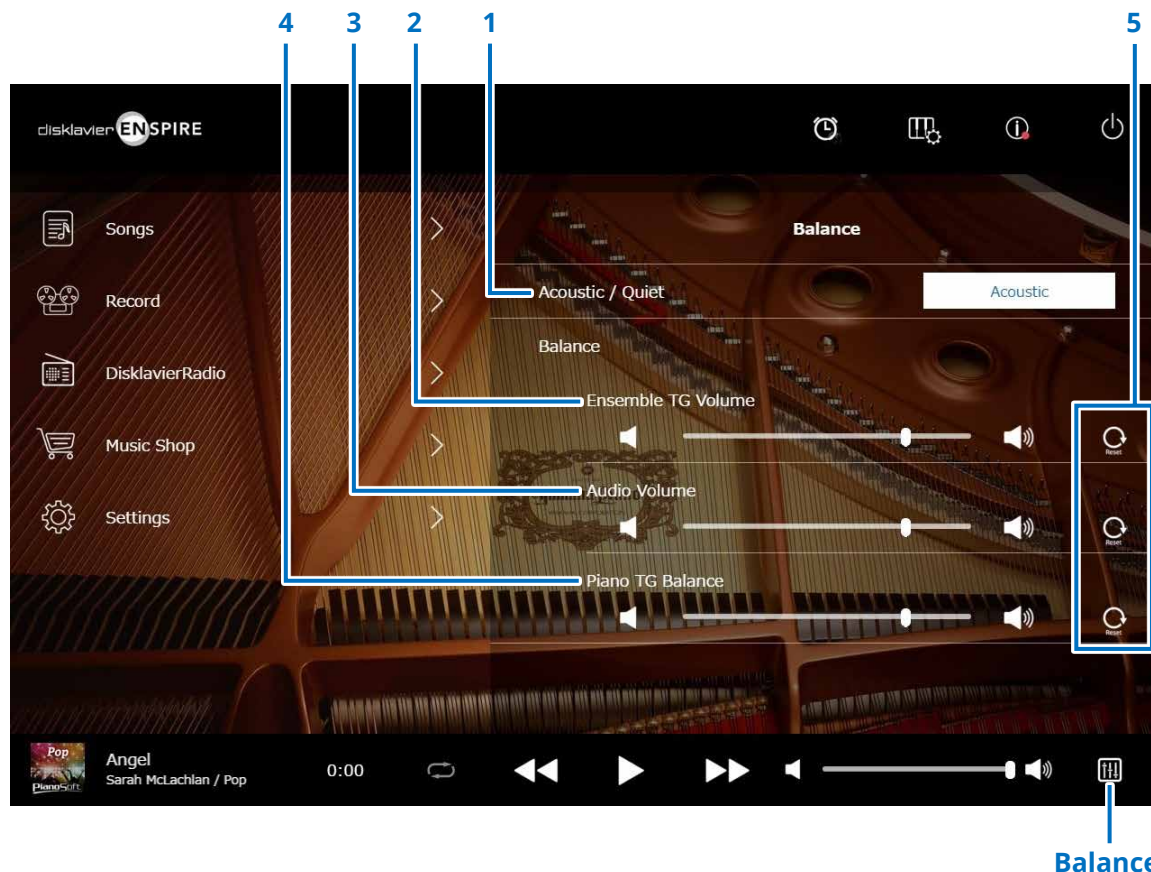 4 3 2 1 5
disklavier ENSPIRE
Songs
Record
DisklavierRadio
Music Shop
Settings
Balance
Acoustic / Quiet
Acoustic
Balance
Ensemble TG Volume
Reset
Audio Volume
Reset
Piano TG Balance
Reset
Pop
PianoSoft
Angel
Sarah McLachlan / Pop
0:00
Balance